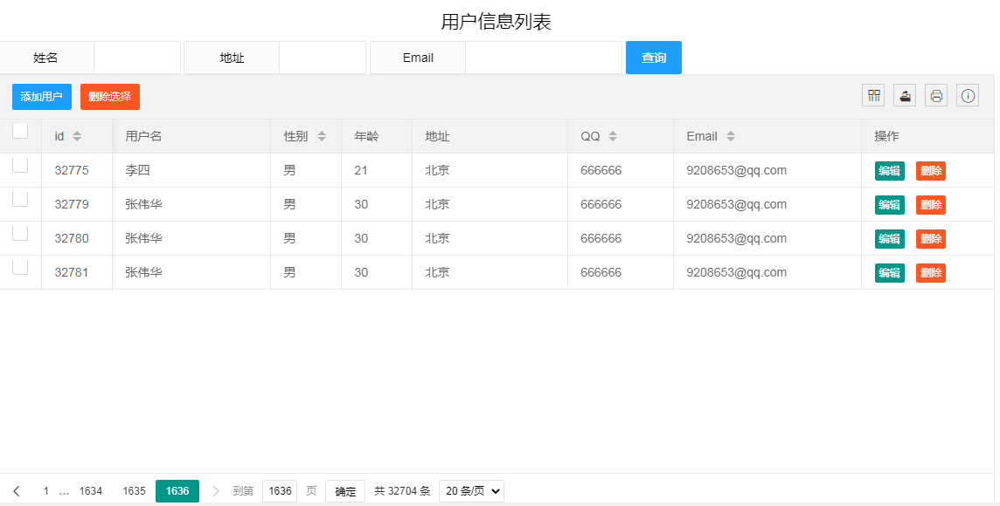 用户信息列表
姓名 地址 Email 查询
添加用户 删除选择
id 用户名 性别 年龄 地址 QQ Email 操作
32775 李四 男 21 北京 666666 9208653@qq.com 编辑 删除
32779 张伟华 男 30 北京 666666 9208653@qq.com 编辑 删除
32780 张伟华 男 30 北京 666666 9208653@qq.com 编辑 删除
32781 张伟华 男 30 北京 666666 9208653@qq.com 编辑 删除
1 ... 1634 1635 1636 到第 1636 页 确定 共 32704 条 20 条/页